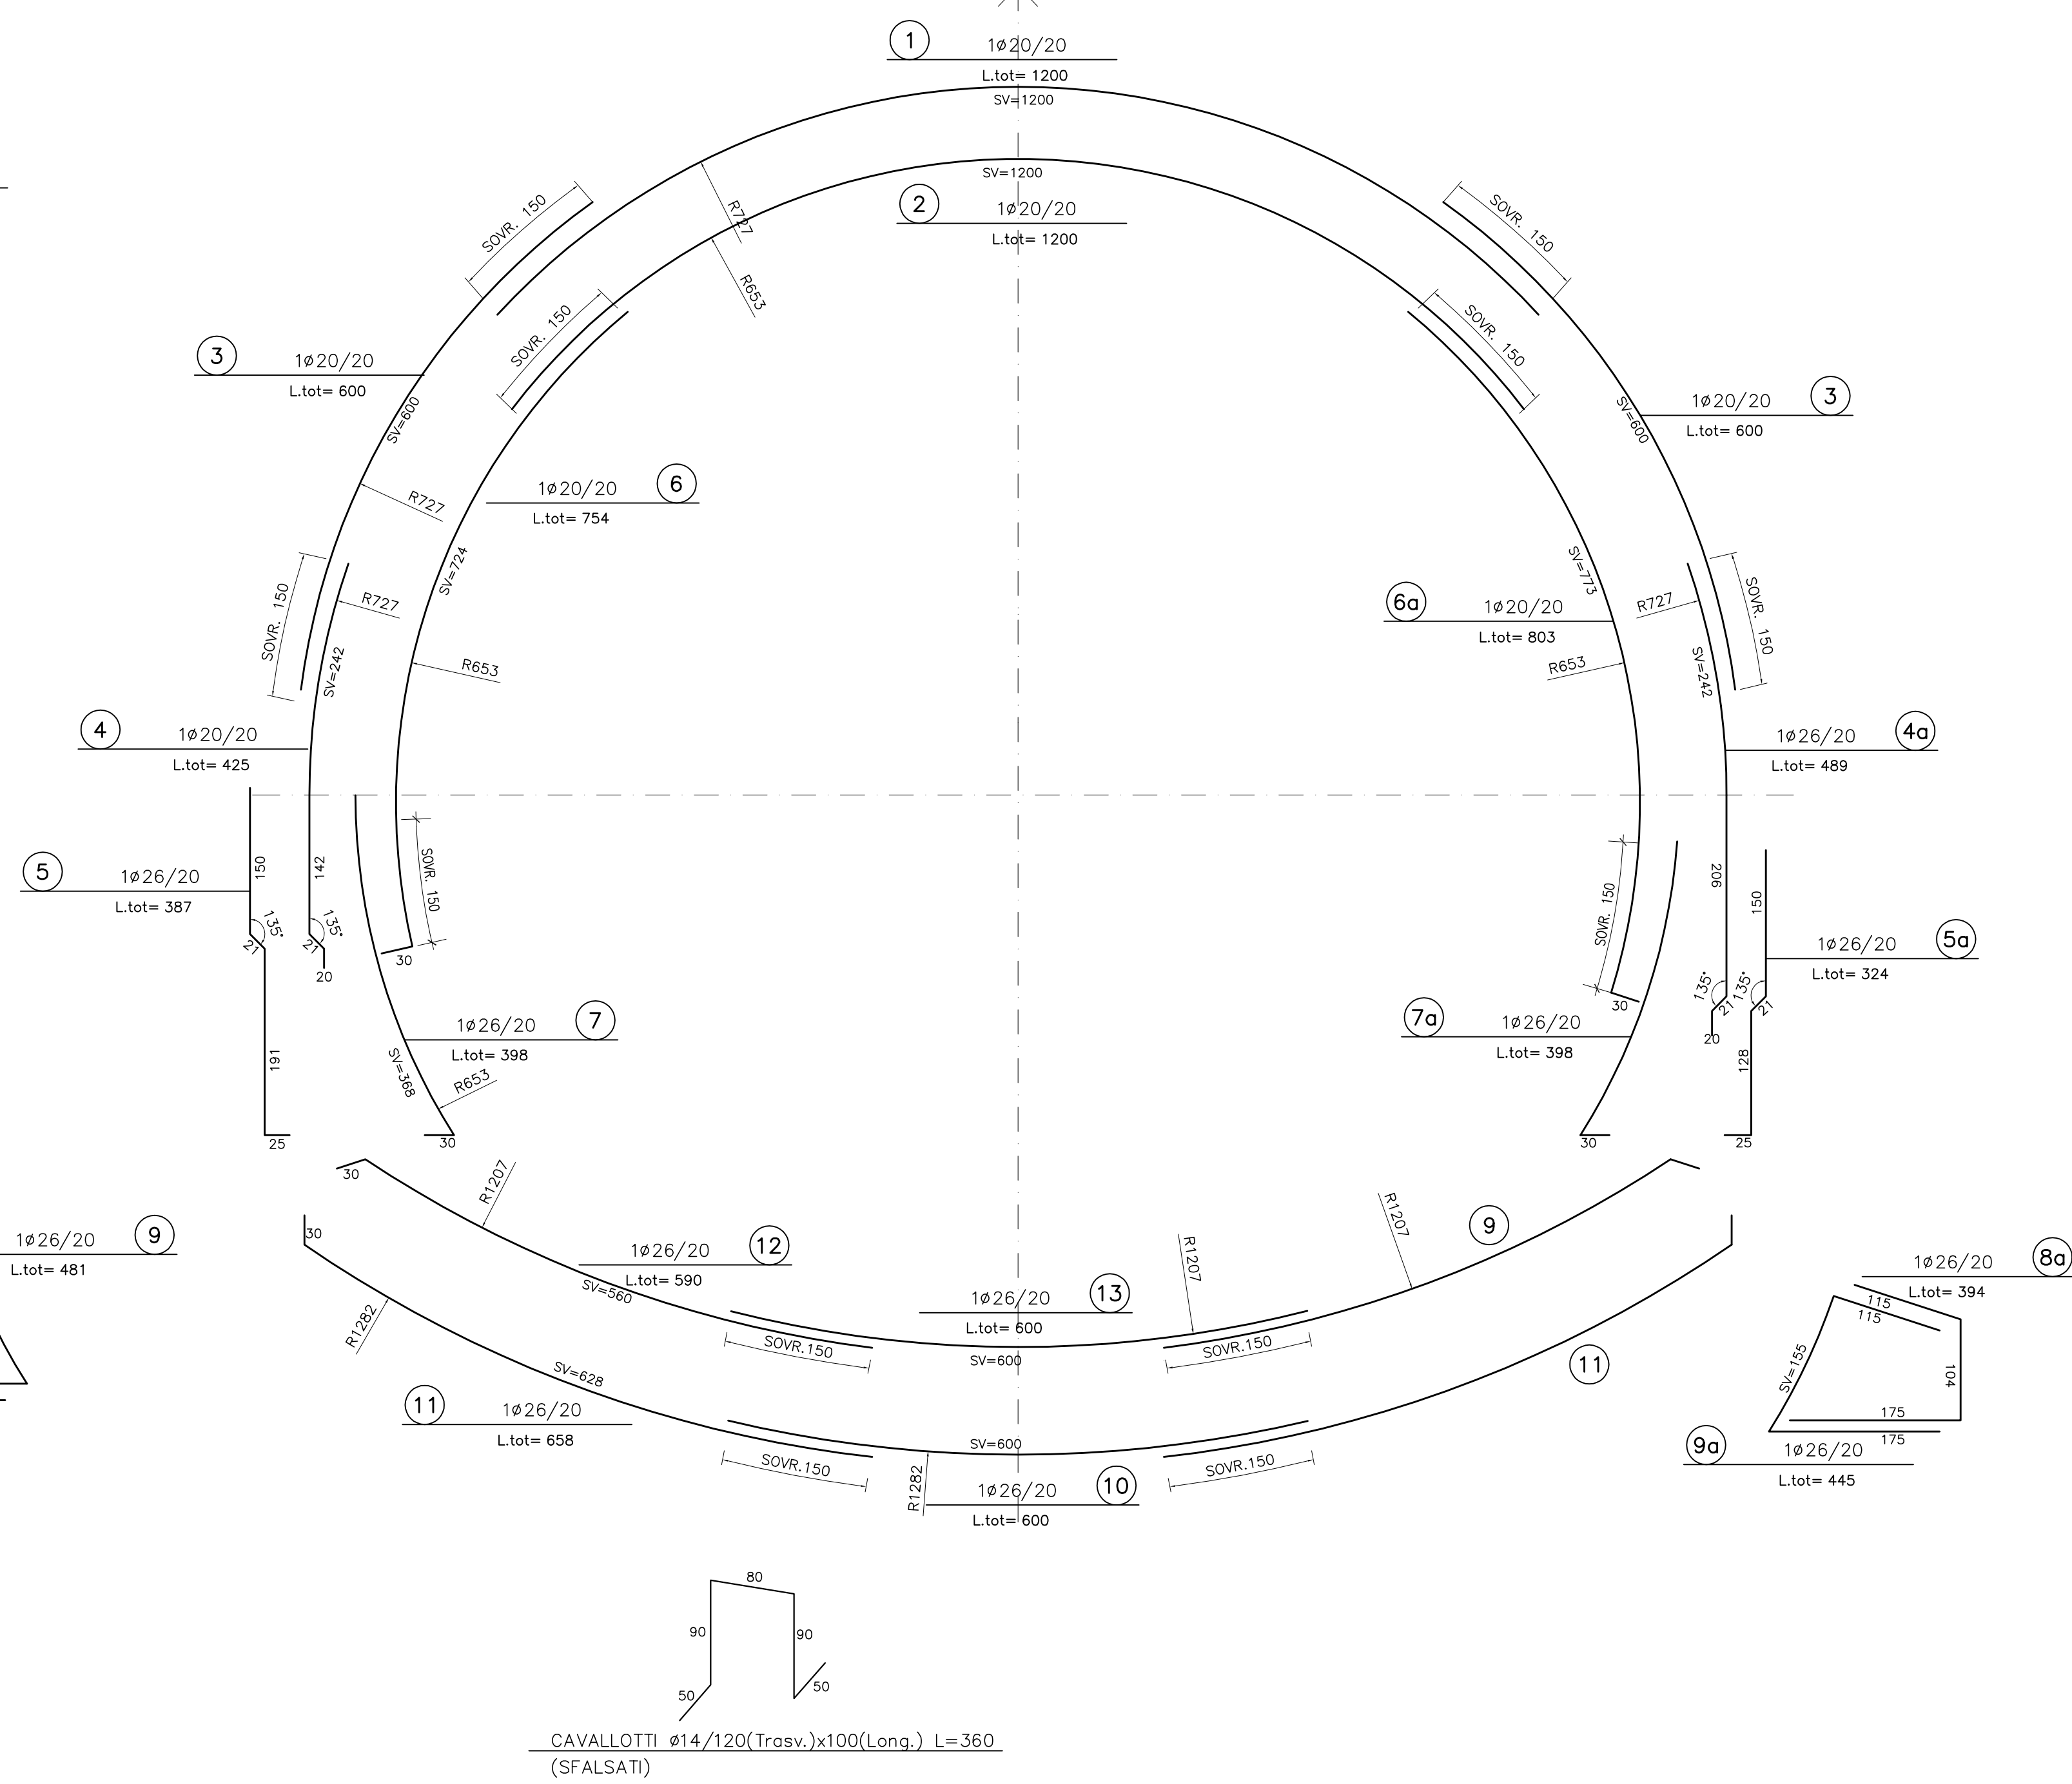 1 1ø20/20
L.tot= 1200
SV=1200
SV=1200
2 1ø20/20
L.tot= 1200
SOVR. 150
SOVR. 150
R727
R653
SOVR. 150
SOVR. 150
3 1ø20/20
L.tot= 600
SV=600
1ø20/20 3
L.tot= 600
SV=600
R727
1ø20/20 6
L.tot= 754
SV=724
SV=773
6a 1ø20/20
L.tot= 803
R727
R727
SOVR. 150
SOVR. 150
SV=242
SV=242
R653
R653
4 1ø20/20
L.tot= 425
1ø26/20 4a
L.tot= 489
5 1ø26/20
L.tot= 387
150
142
SOVR. 150
SOVR. 150
206
150
135°
135°
21
21
20
30
1ø26/20 5a
L.tot= 324
30
135°
135°
21
21
20
1ø26/20 7
L.tot= 398
7a 1ø26/20
L.tot= 398
191
SV=368
R653
128
25
30
30
25
30
R1207
R1207
9
30
1ø26/20 9
L.tot= 481
1ø26/20 12
L.tot= 590
SV=560
R1207
1ø26/20 13
L.tot= 600
SV=600
R1282
SOVR.150
SOVR.150
1ø26/20 8a
L.tot= 394
115
115
SV=155
104
175
175
9a 1ø26/20
L.tot= 445
11
SV=628
11 1ø26/20
L.tot= 658
SV=600
SOVR.150
SOVR.150
R1282
1ø26/20 10
L.tot= 600
80
90
90
50
50
CAVALLOTTI ø14/120(Trasv.)x100(Long.) L=360
(SFALSATI)